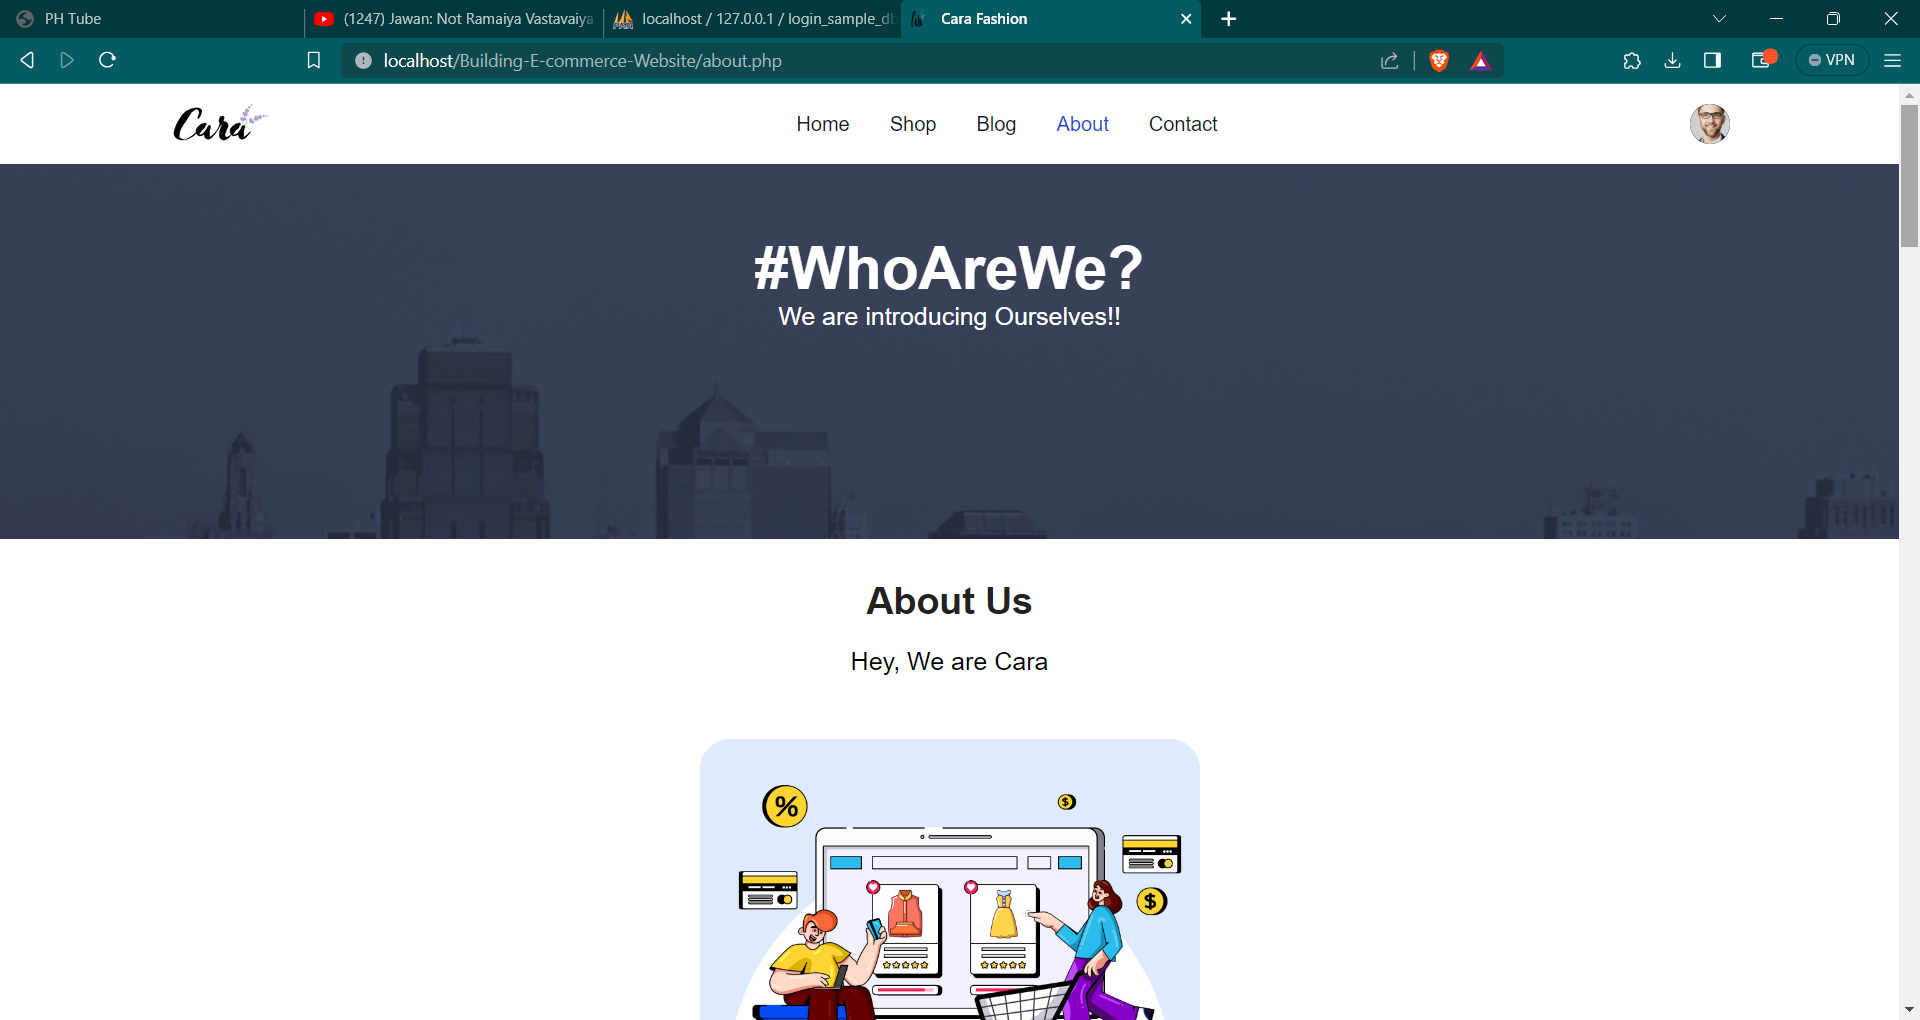 PH Tube
(1247) Jawan: Not Ramaiya Vastavaiya
localhost / 127.0.0.1 / login_sample_db
Cara Fashion
localhost/Building-E-commerce-Website/about.php
VPN
Cara
Home
Shop
Blog
About
Contact
#WhoAreWe?
We are introducing Ourselves!!
About Us
Hey, We are Cara
%
$
$